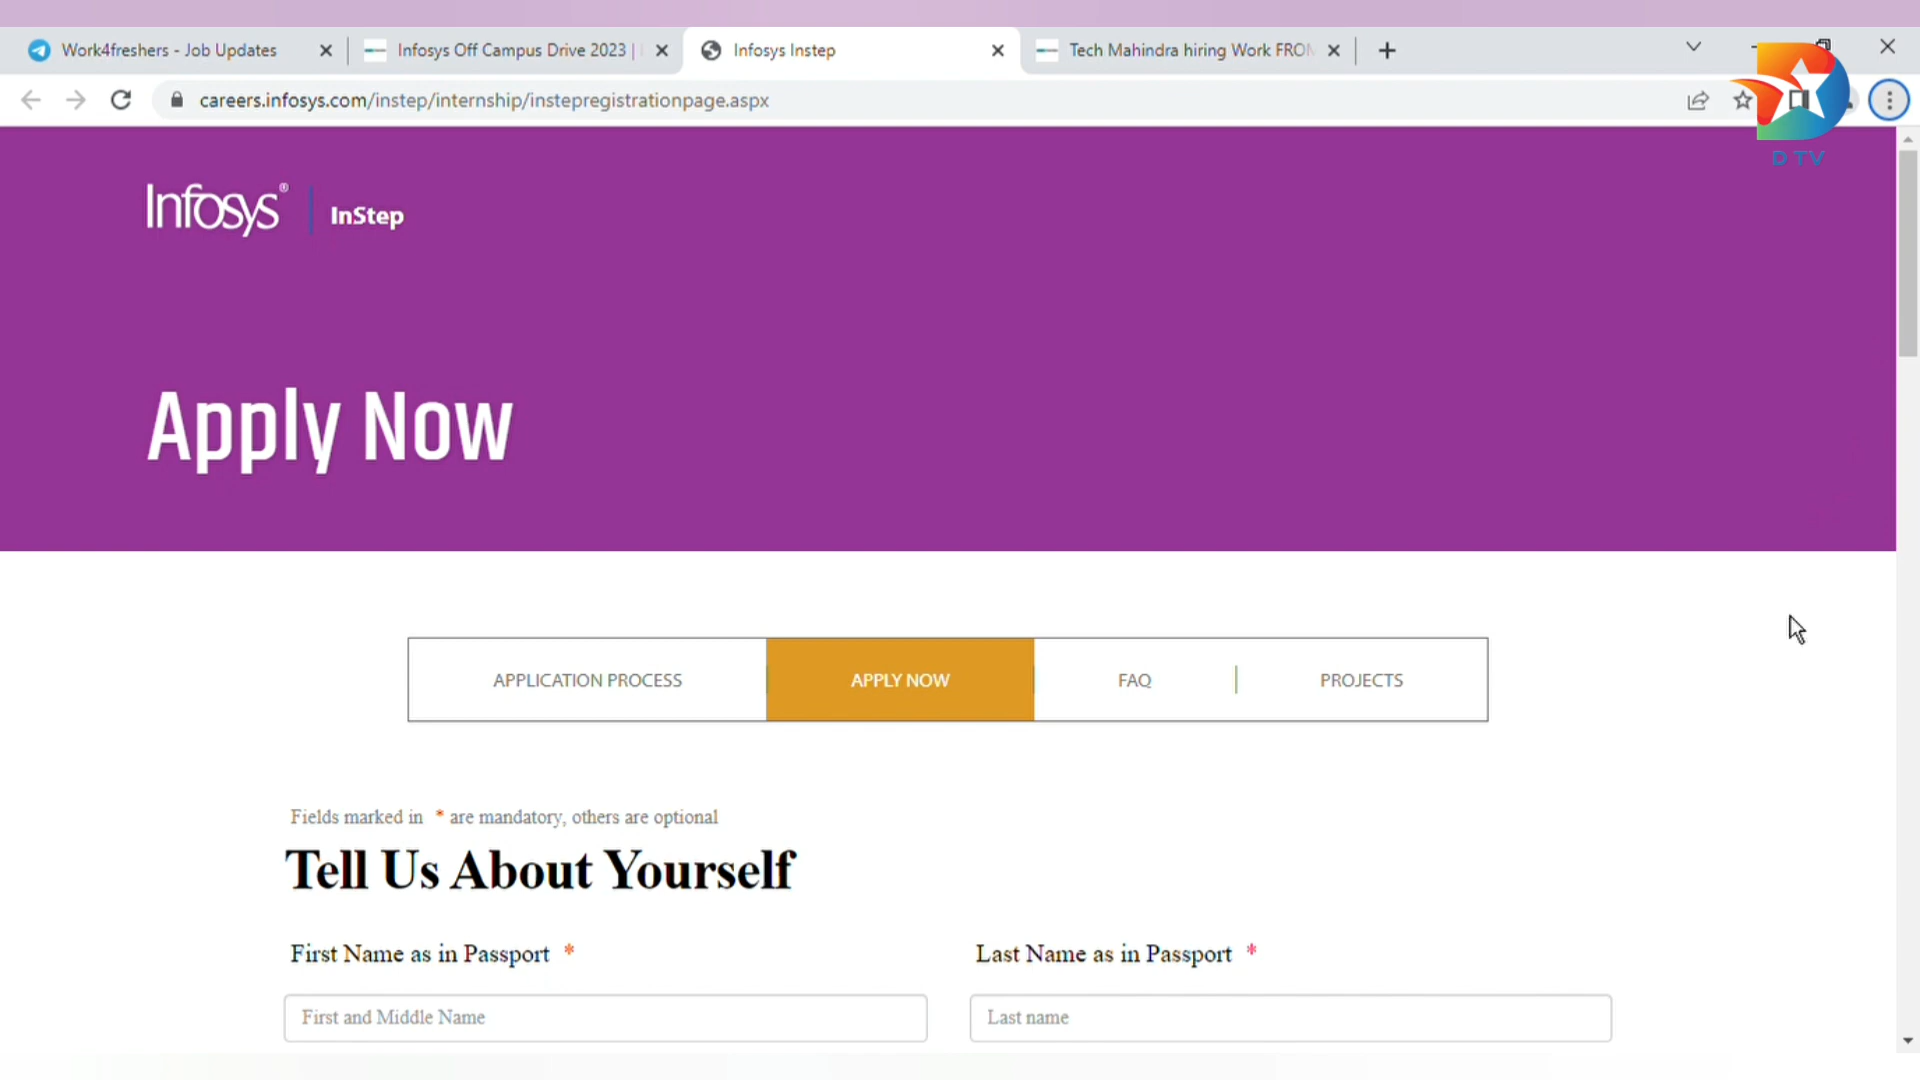 Work4freshers - Job Updates
Infosys Off Campus Drive 2023 |
Infosys Instep
Tech Mahindra hiring Work FROM
careers.infosys.com/instep/internship/instepregistrationpage.aspx
D TV
Infosys® | InStep
Apply Now
APPLICATION PROCESS
APPLY NOW
FAQ
PROJECTS
Fields marked in * are mandatory, others are optional
Tell Us About Yourself
First Name as in Passport *
Last Name as in Passport *
First and Middle Name
Last name